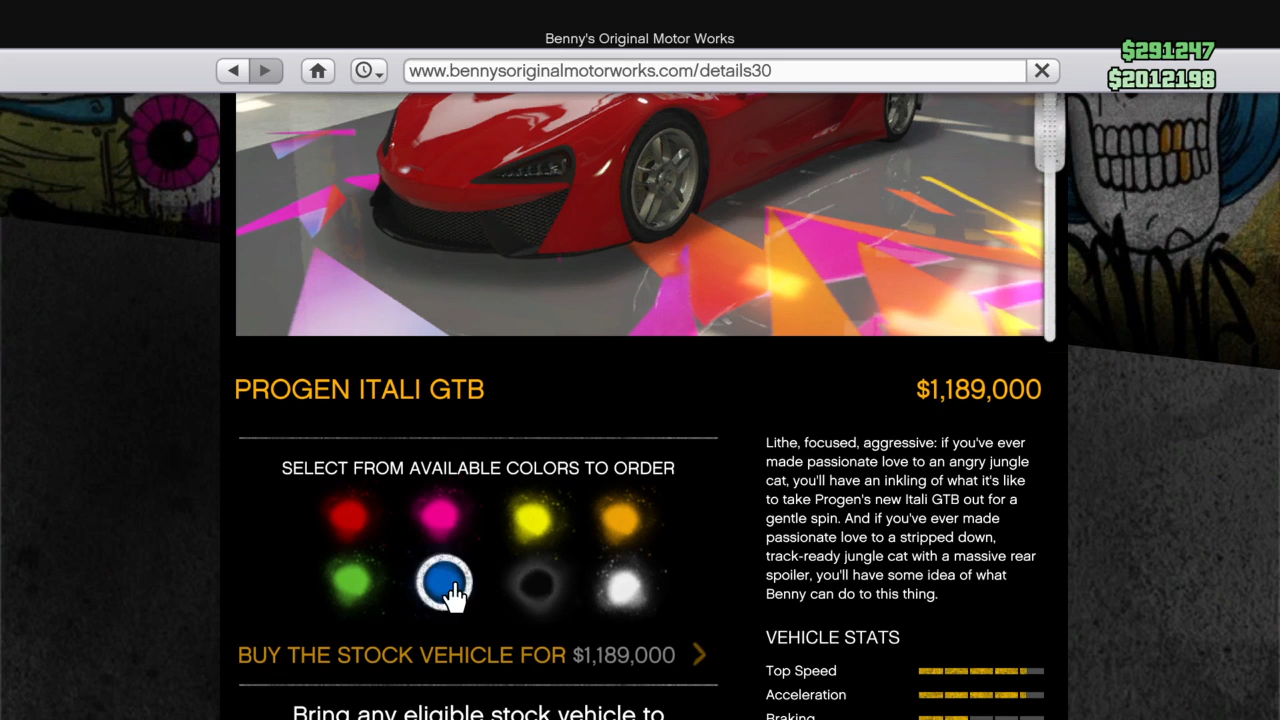 Benny's Original Motor Works
$291247
www.bennysoriginalmotorworks.com/details30
$2012198
PROGEN ITALI GTB
$1,189,000
SELECT FROM AVAILABLE COLORS TO ORDER
BUY THE STOCK VEHICLE FOR $1,189,000
Bring any eligible stock vehicle to
Lithe, focused, aggressive: if you've ever
made passionate love to an angry jungle
cat, you'll have an inkling of what it's like
to take Progen's new Itali GTB out for a
gentle spin. And if you've ever made
passionate love to a stripped down,
track-ready jungle cat with a massive rear
spoiler, you'll have some idea of what
Benny can do to this thing.
VEHICLE STATS
Top Speed
Acceleration
Braking